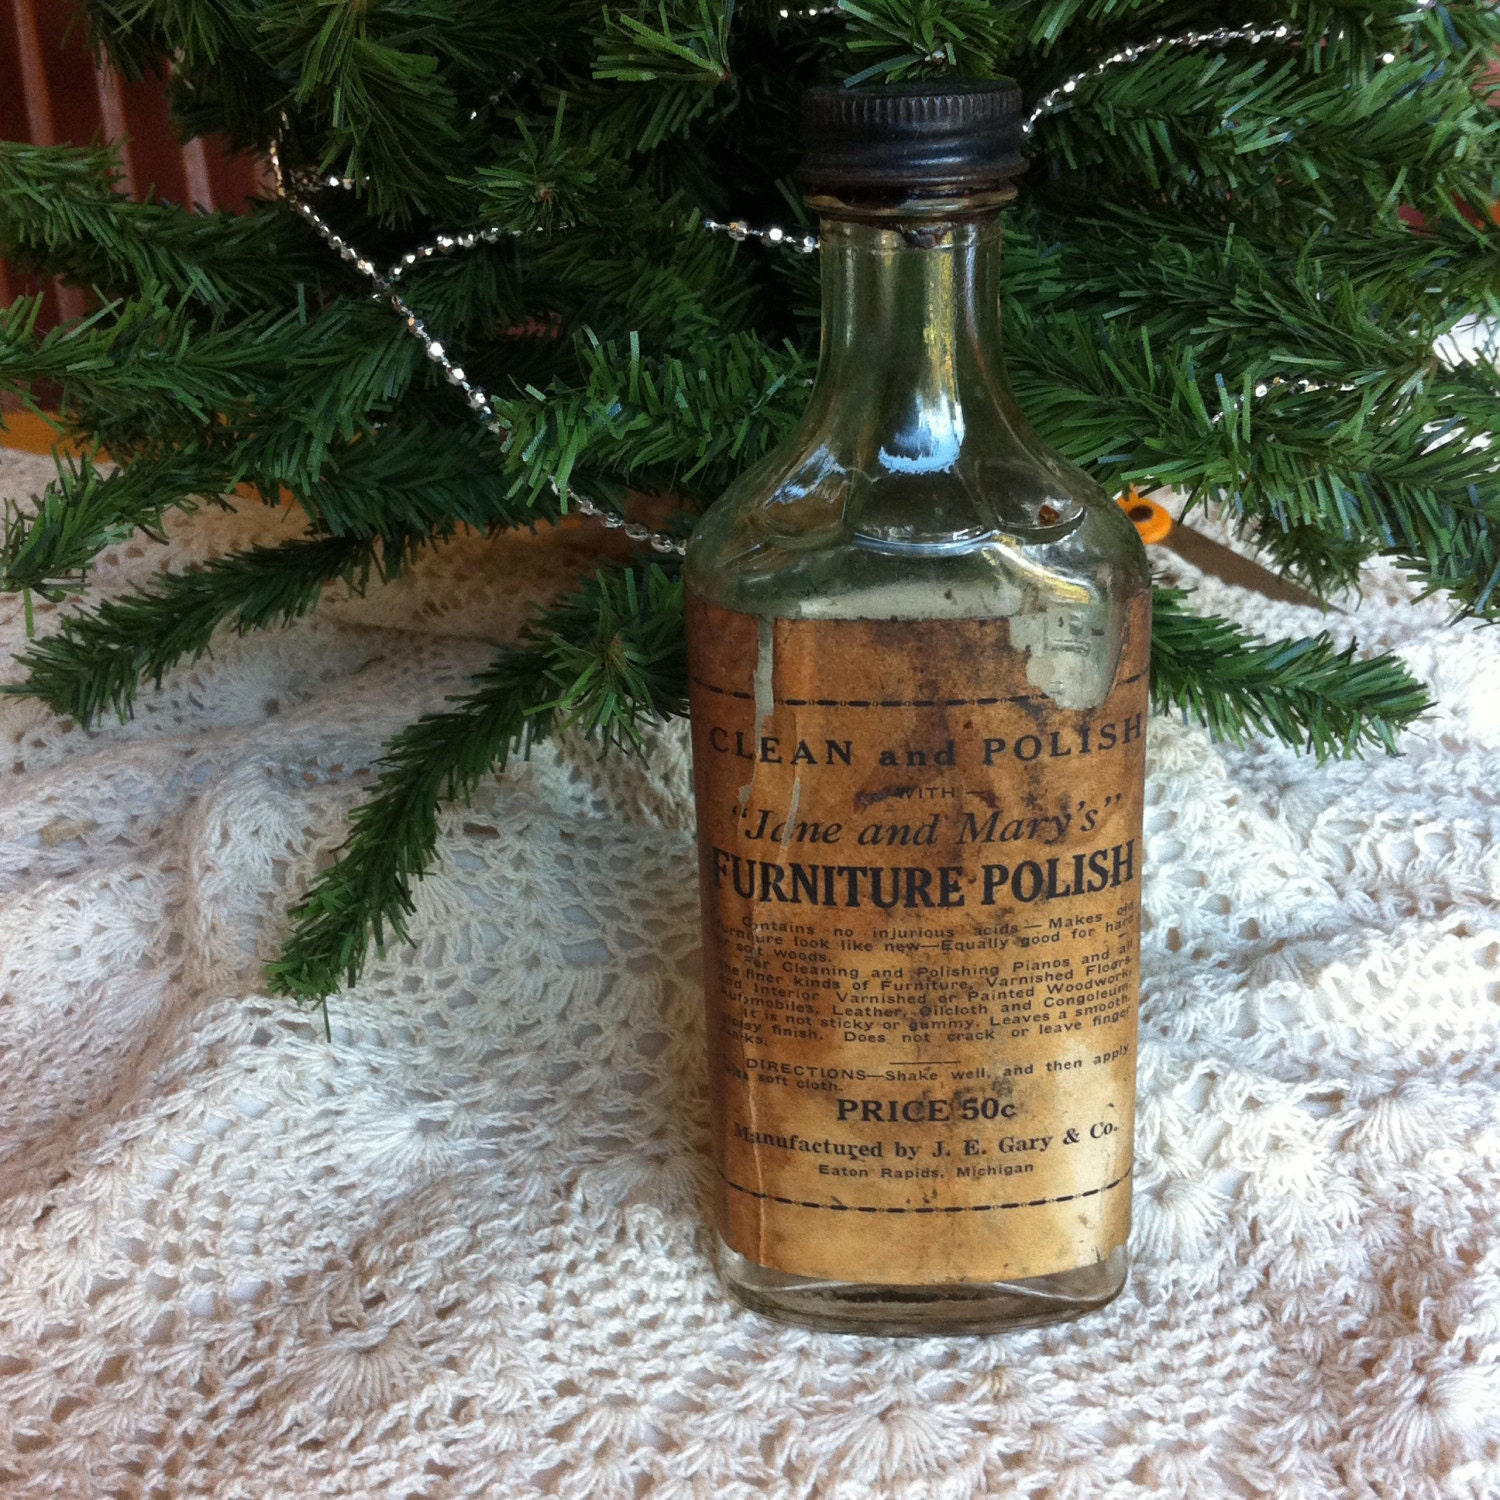 CLEAN and POLISH
WITH
"Jane and Mary's"
FURNITURE POLISH
Contains no injurious acids — Makes old
furniture look like new—Equally good for hard
or soft woods.
For Cleaning and Polishing Pianos and all
the finer kinds of Furniture, Varnished Floors
and Interior Varnished or Painted Woodwork,
Automobiles, Leather, Oilcloth and Congoleum.
It is not sticky or gummy. Leaves a smooth,
glossy finish. Does not crack or leave finger
marks.
DIRECTIONS—Shake well, and then apply
with soft cloth.
PRICE 50c
Manufactured by J. E. Gary & Co.
Eaton Rapids, Michigan